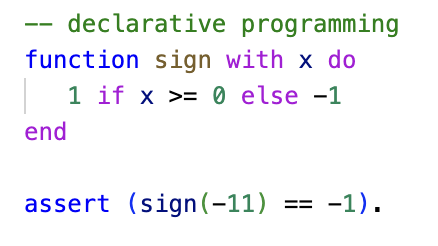 -- declarative programming
function sign with x do
1 if x >= 0 else -1
end
assert (sign(-11) == -1).